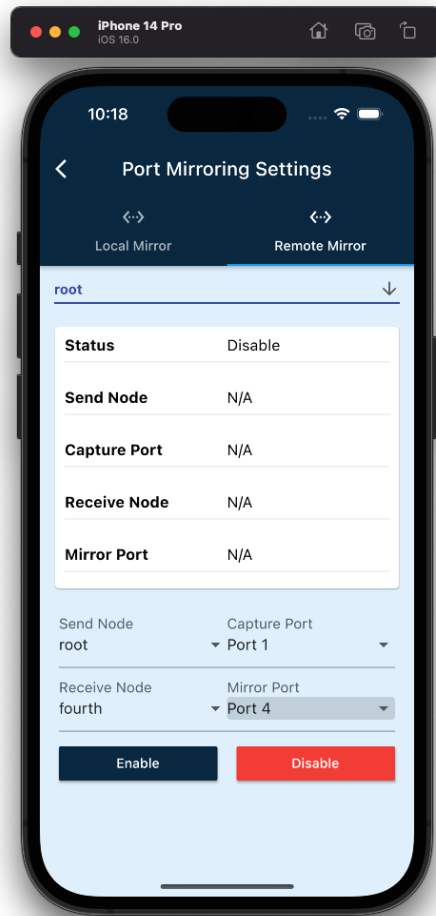 iPhone 14 Pro
iOS 16.0
10:18
Port Mirroring Settings
Local Mirror
Remote Mirror
root
Status Disable
Send Node N/A
Capture Port N/A
Receive Node N/A
Mirror Port N/A
Send Node Capture Port
root Port 1
Receive Node Mirror Port
fourth Port 4
Enable Disable